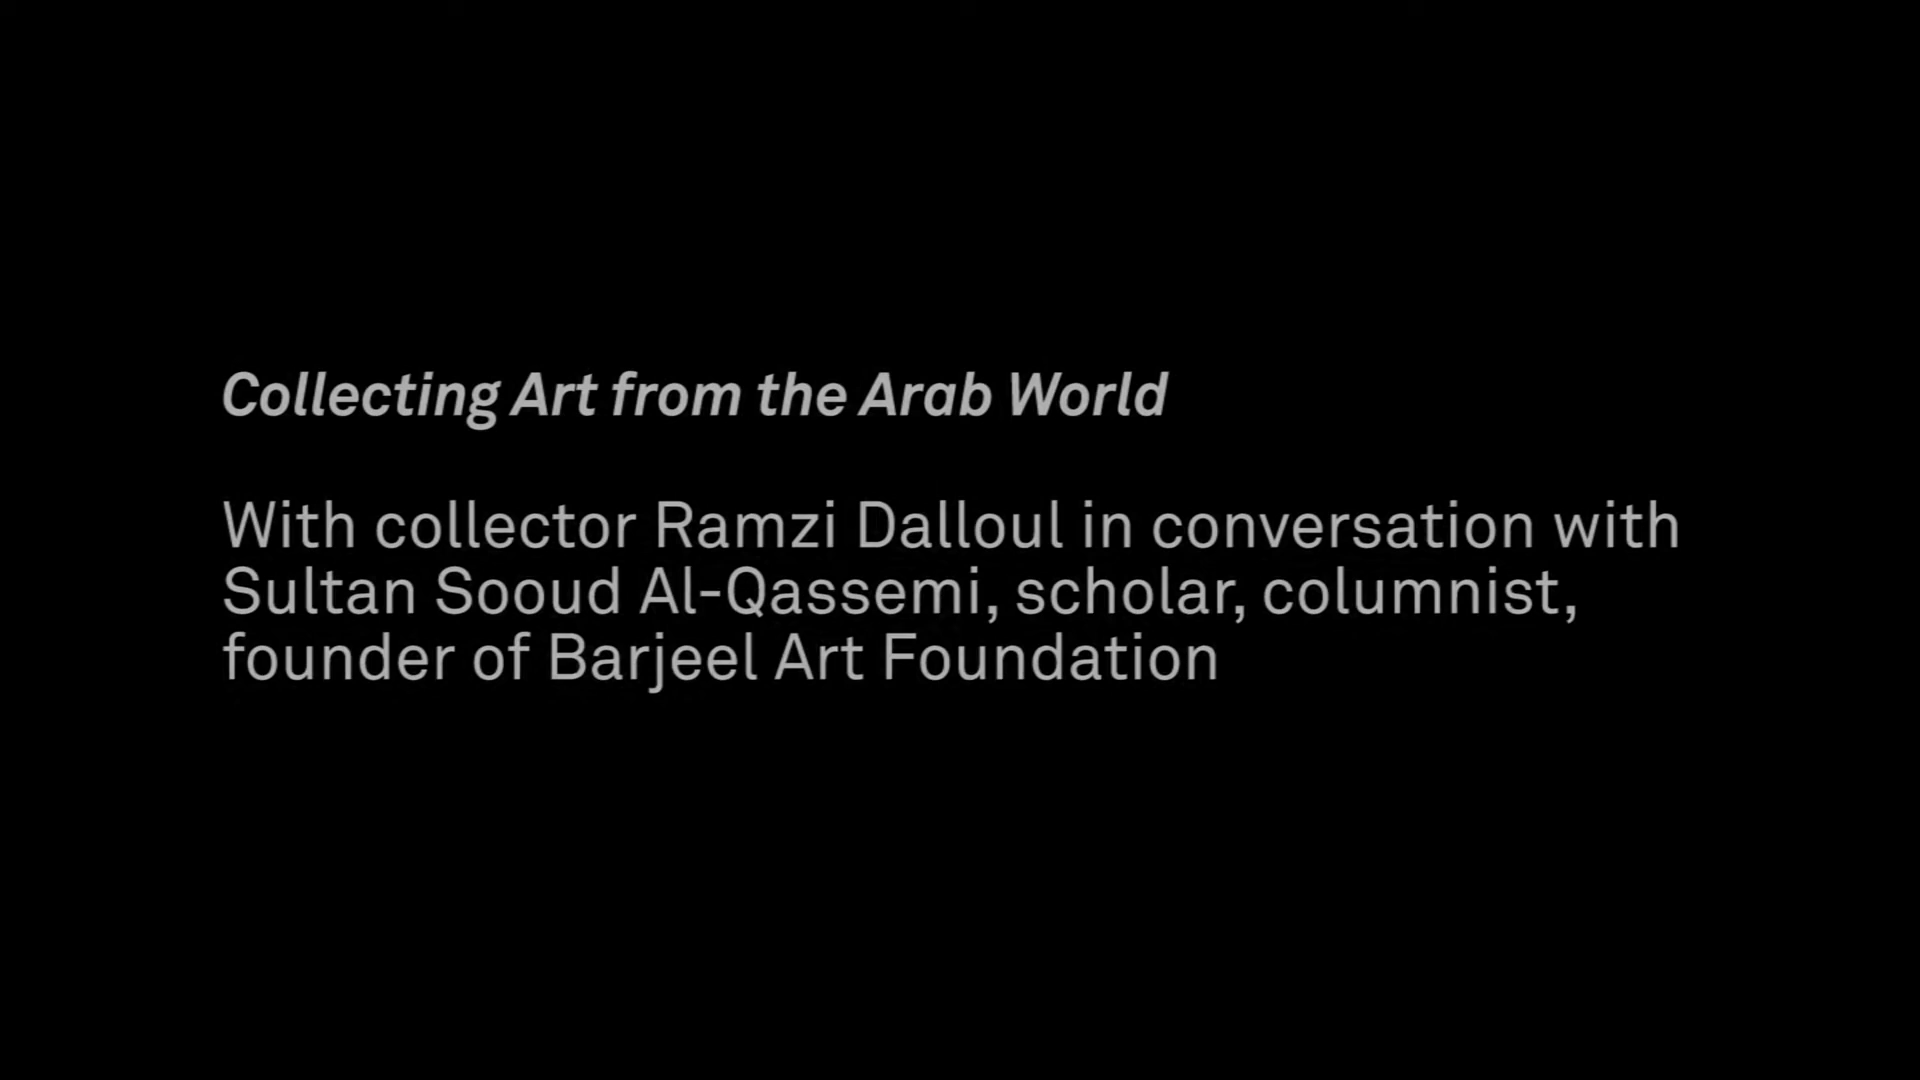 Collecting Art from the Arab World
With collector Ramzi Dalloul in conversation with
Sultan Sooud Al-Qassemi, scholar, columnist,
founder of Barjeel Art Foundation